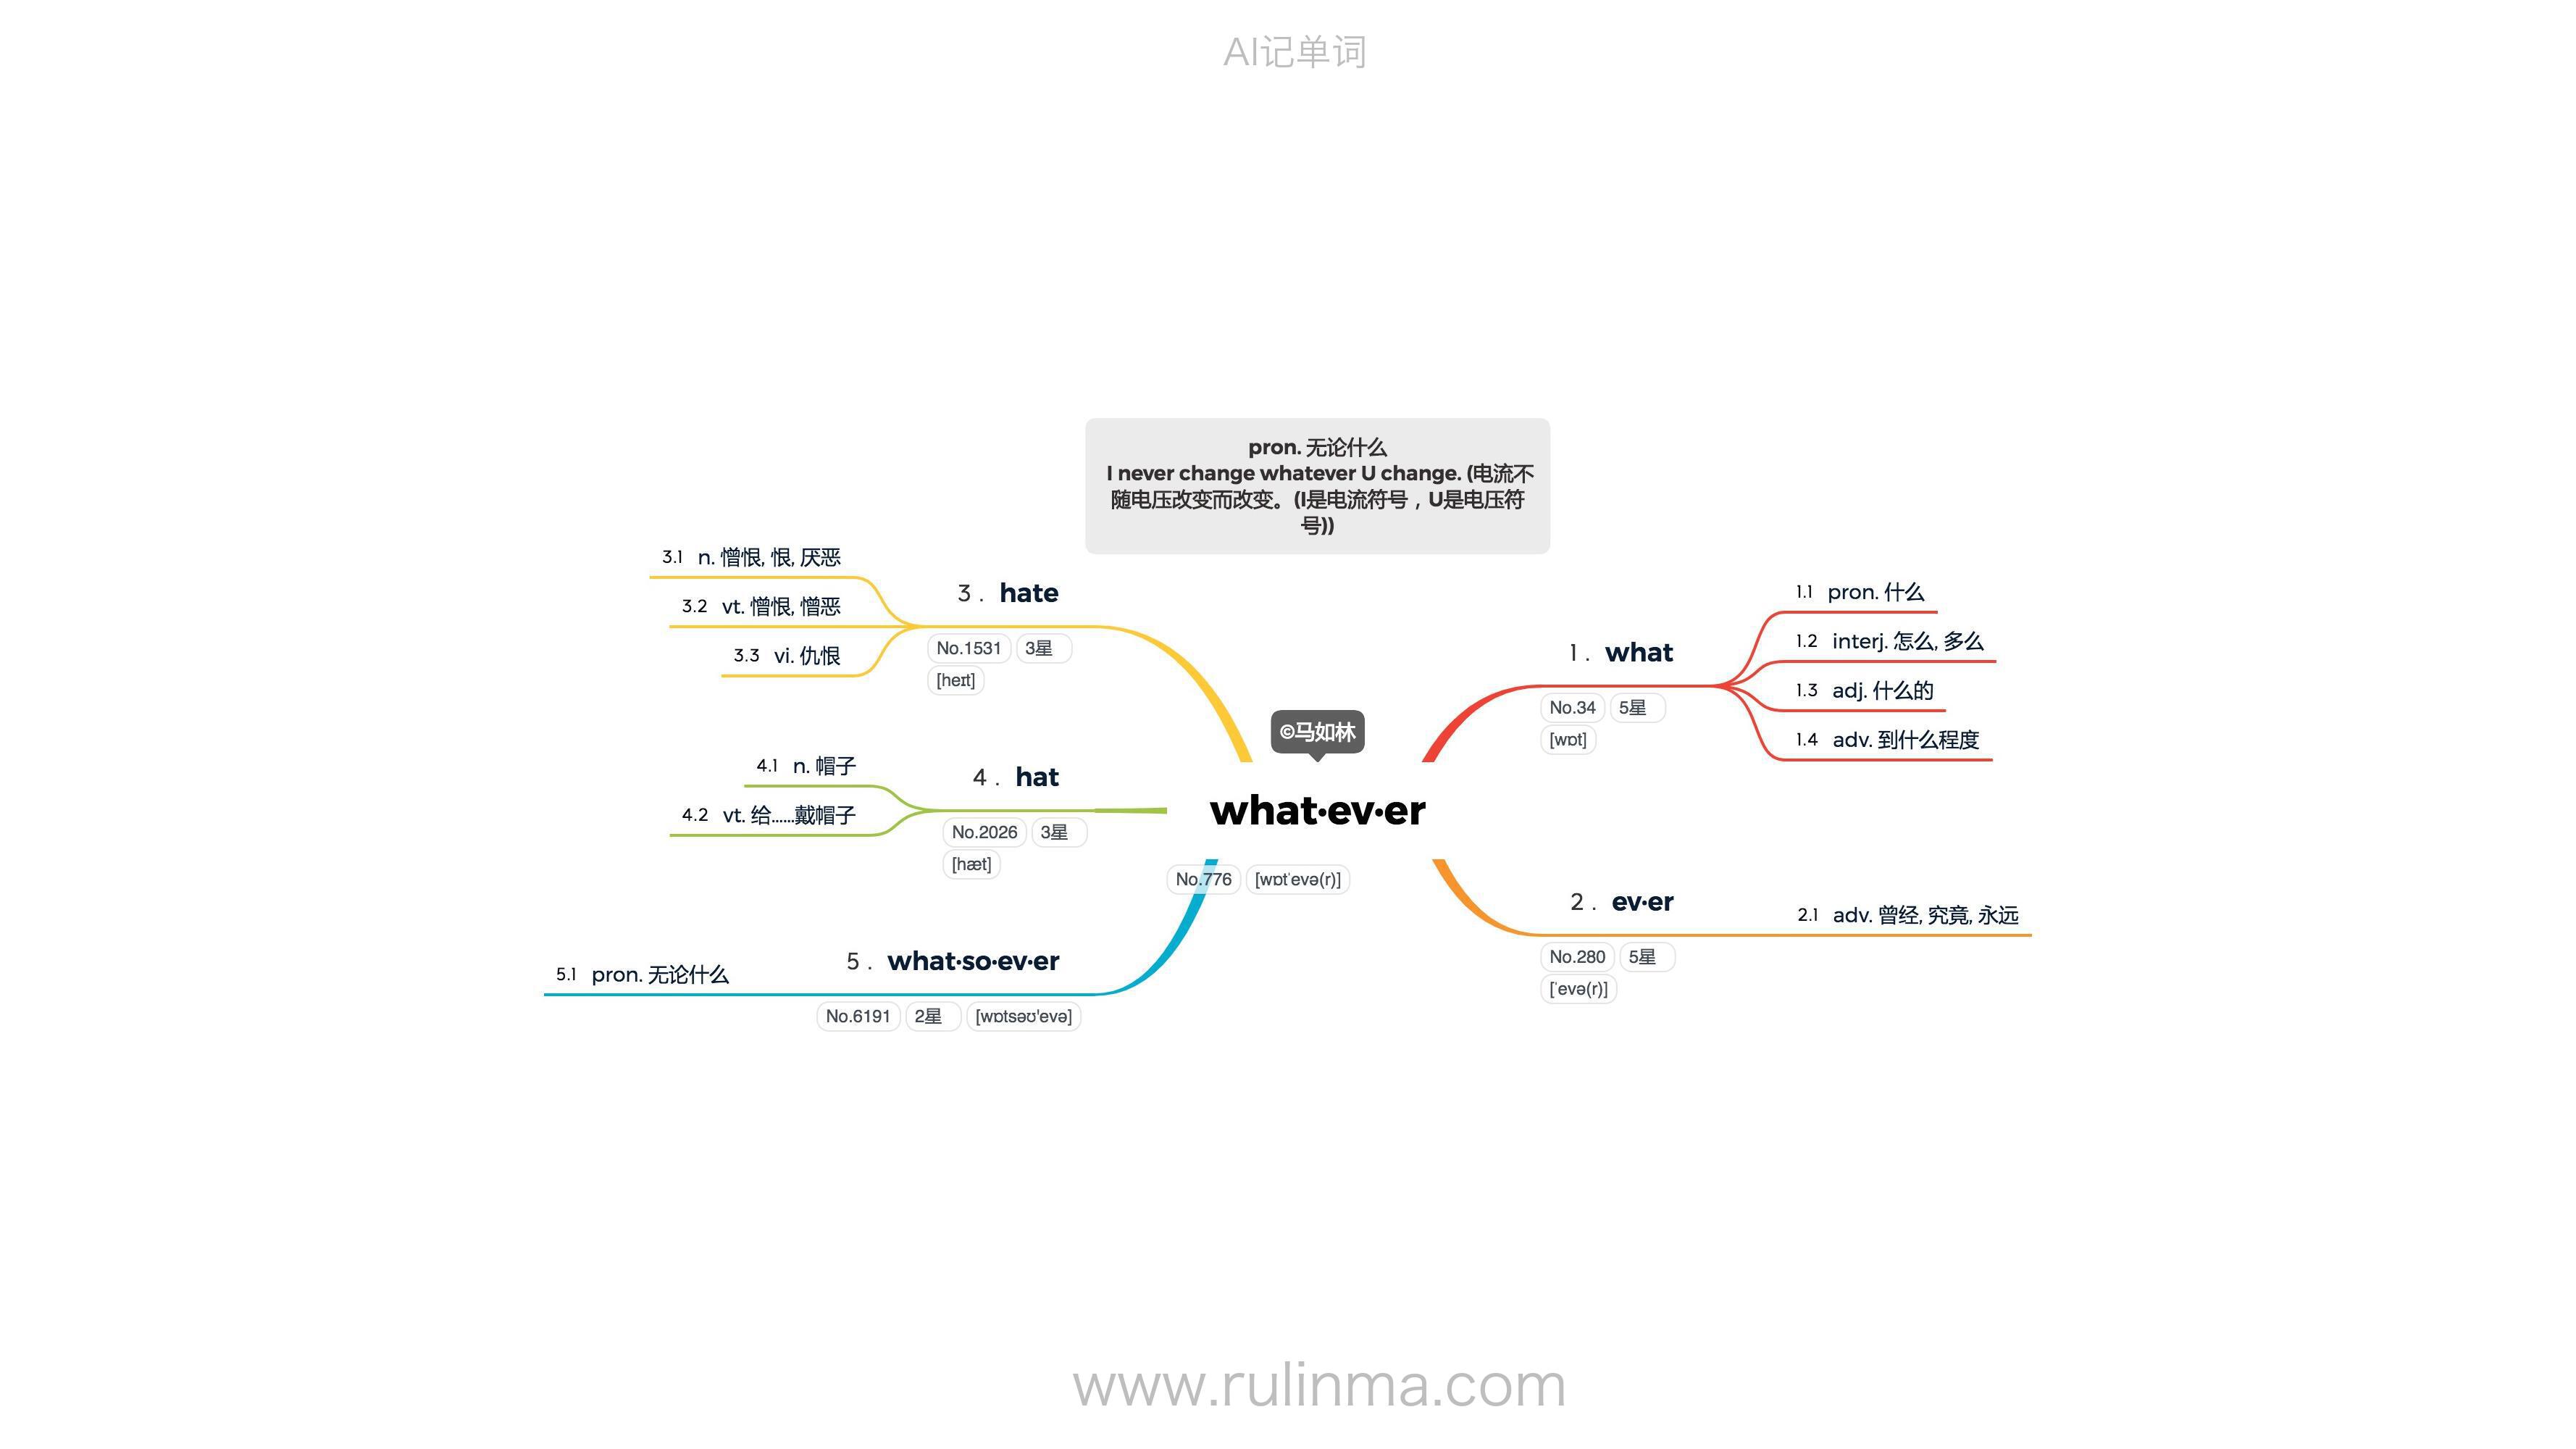 AI记单词
pron. 无论什么
I never change whatever U change. (电流不
随电压改变而改变。(I是电流符号，U是电压符
号))
©马如林
what·ev·er
No.776 [wɒtˈevə(r)]
1 . what
No.34 5星
[wɒt]
1.1 pron. 什么
1.2 interj. 怎么, 多么
1.3 adj. 什么的
1.4 adv. 到什么程度
2 . ev·er
No.280 5星
[ˈevə(r)]
2.1 adv. 曾经, 究竟, 永远
3 . hate
No.1531 3星
[heɪt]
3.1 n. 憎恨, 恨, 厌恶
3.2 vt. 憎恨, 憎恶
3.3 vi. 仇恨
4 . hat
No.2026 3星
[hæt]
4.1 n. 帽子
4.2 vt. 给……戴帽子
5 . what·so·ev·er
No.6191 2星 [wɒtsəʊ'evə]
5.1 pron. 无论什么
www.rulinma.com